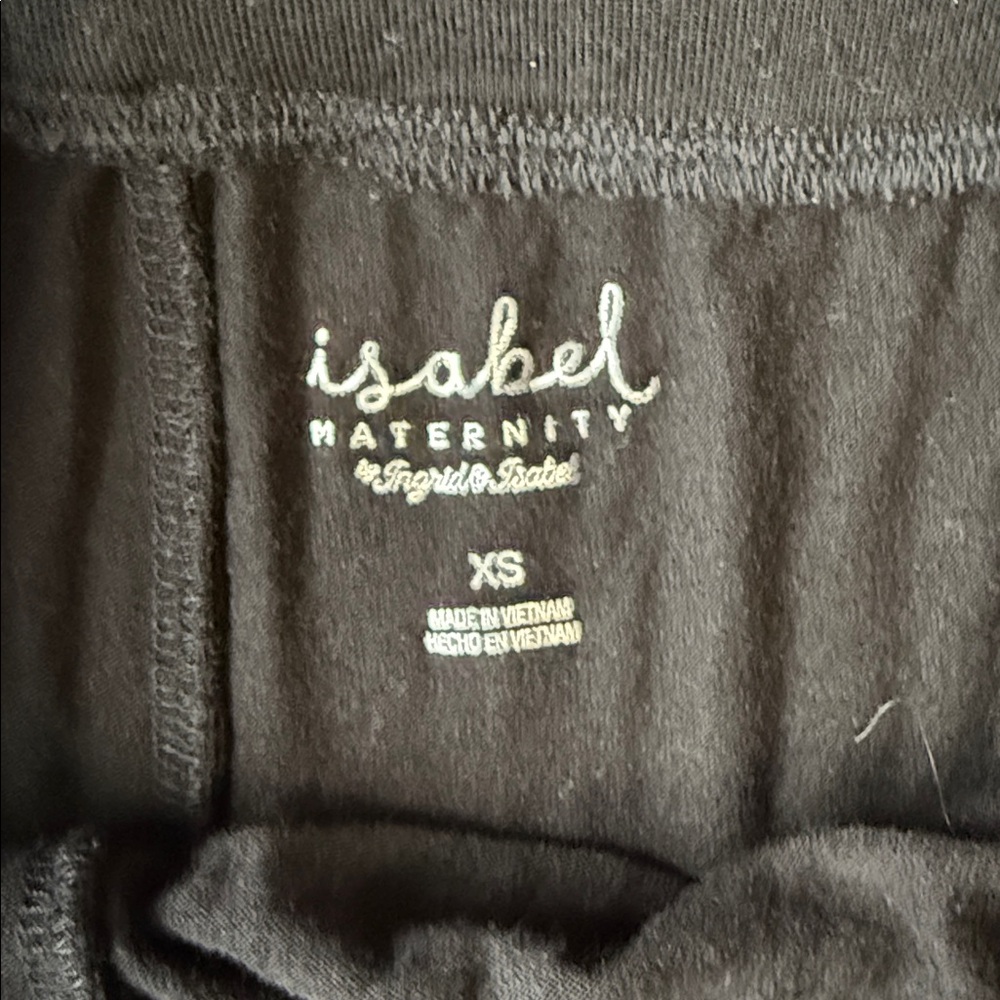 isabel
MATERNITY
by Ingrid & Isabel
XS
MADE IN VIETNAM
HECHO EN VIETNAM